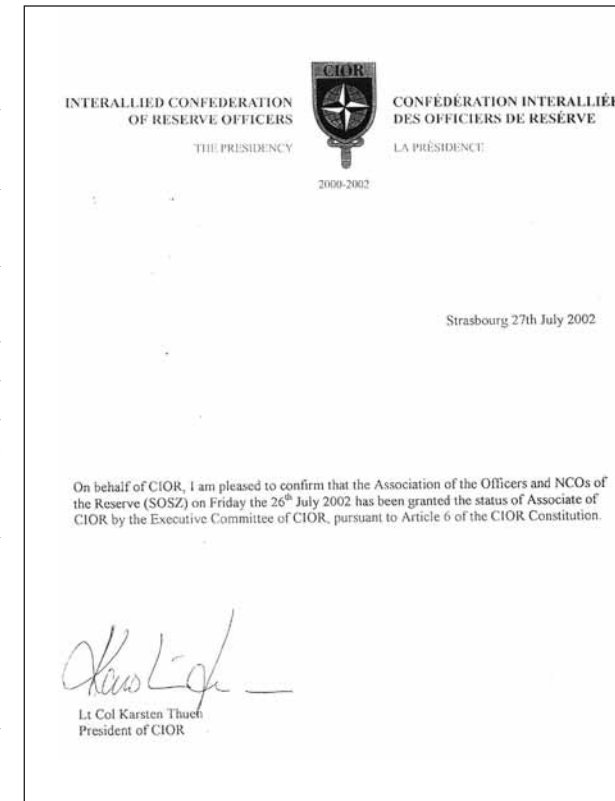 CIOR
INTERALLIED CONFEDERATION
OF RESERVE OFFICERS
THE PRESIDENCY
CONFÉDÉRATION INTERALLIÉE
DES OFFICIERS DE RESÉRVE
LA PRÉSIDENCE
2000-2002
Strasbourg 27th July 2002
On behalf of CIOR, I am pleased to confirm that the Association of the Officers and NCOs of
the Reserve (SOSZ) on Friday the 26th July 2002 has been granted the status of Associate of
CIOR by the Executive Committee of CIOR, pursuant to Article 6 of the CIOR Constitution.
Lt Col Karsten Thueh
President of CIOR